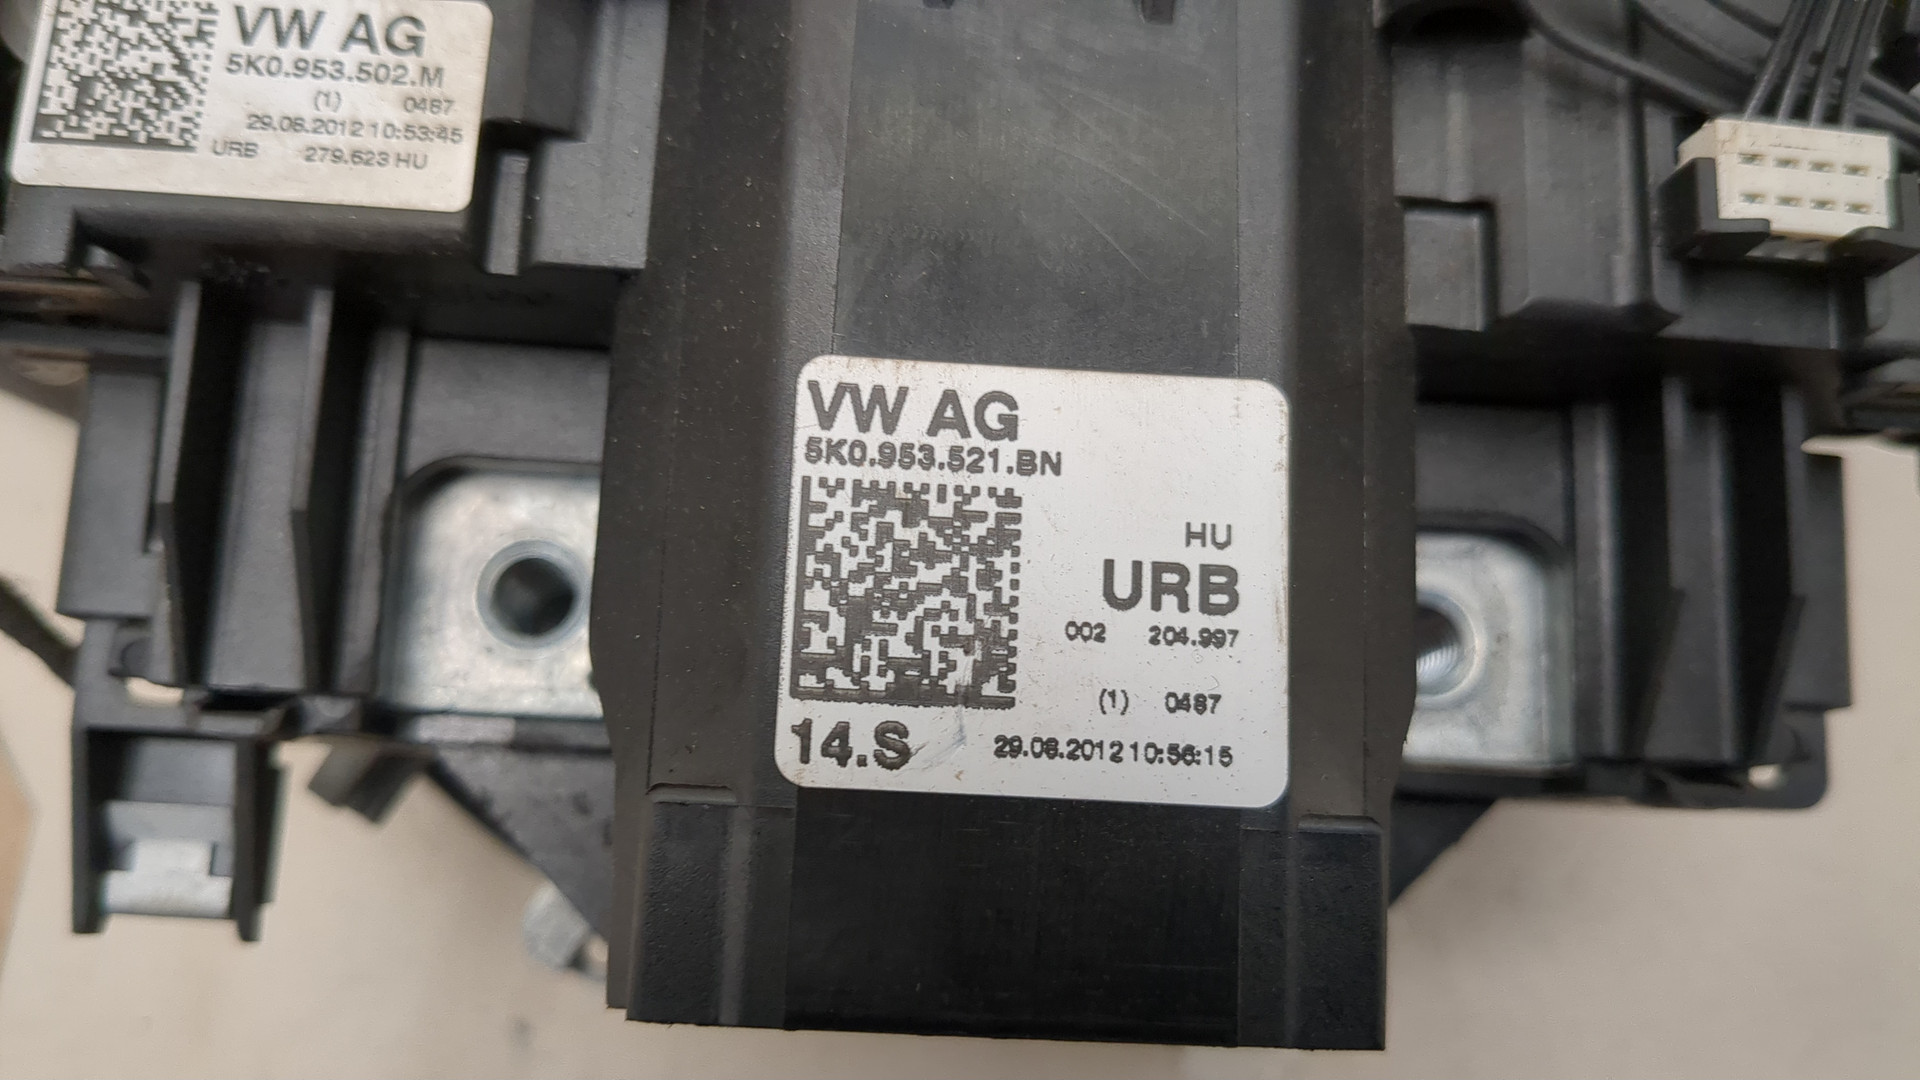 VW AG
5K0.953.502.M
(1) 0487
29.06.2012 10:53:45
URB 279.623 HU
VW AG
5K0.953.521.BN
HU
URB
002 204.997
(1) 0487
14.S
29.06.2012 10:56:15